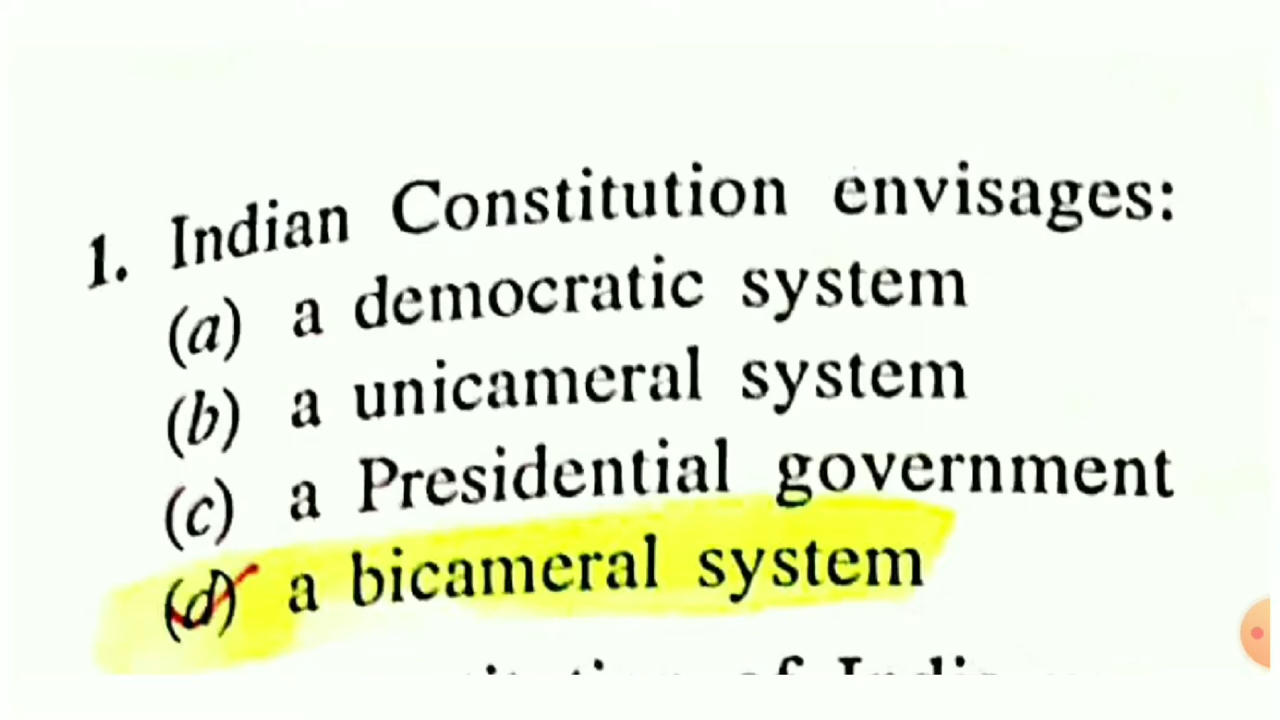 1. Indian Constitution envisages:
(a) a democratic system
(b) a unicameral system
(c) a Presidential government
(d) a bicameral system